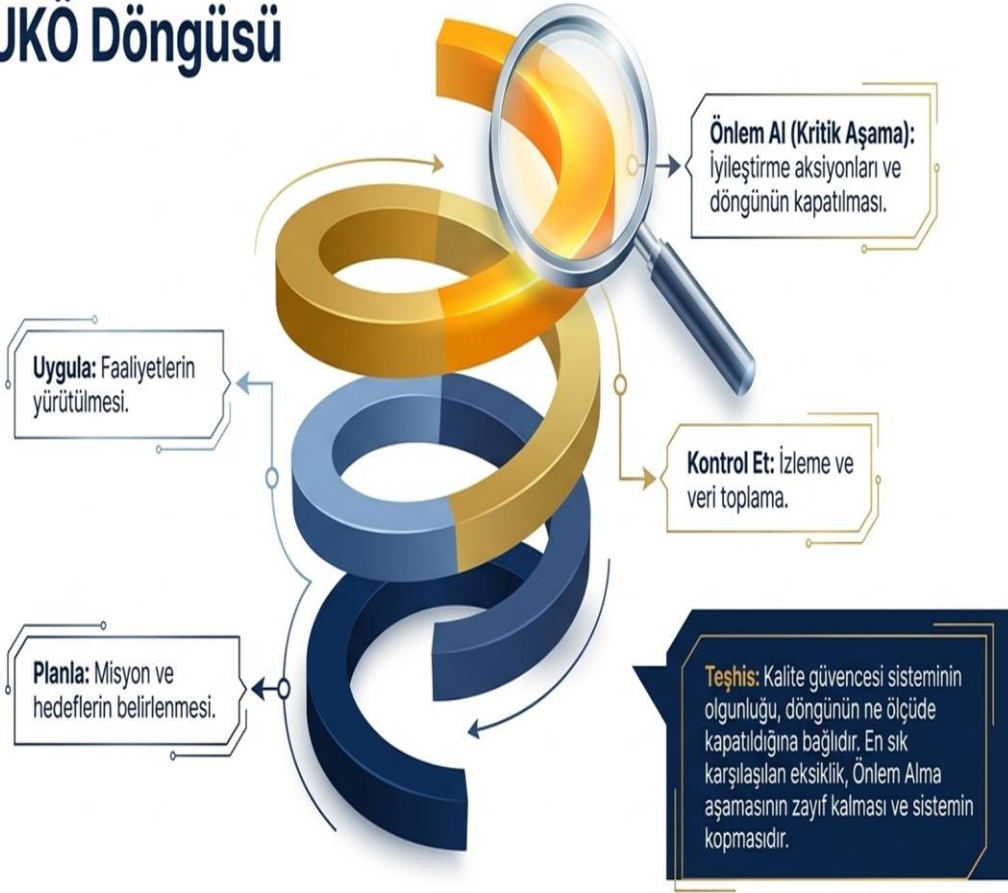 UKÖ Döngüsü
Önlem Al (Kritik Aşama):
İyileştirme aksiyonları ve
döngünün kapatılması.
Uygula: Faaliyetlerin
yürütülmesi.
Kontrol Et: İzleme ve
veri toplama.
Planla: Misyon ve
hedeflerin belirlenmesi.
Teşhis: Kalite güvencesi sisteminin
olgunluğu, döngünün ne ölçüde
kapatıldığına bağlıdır. En sık
karşılaşılan eksiklik, Önlem Alma
aşamasının zayıf kalması ve sistemin
kopmasıdır.